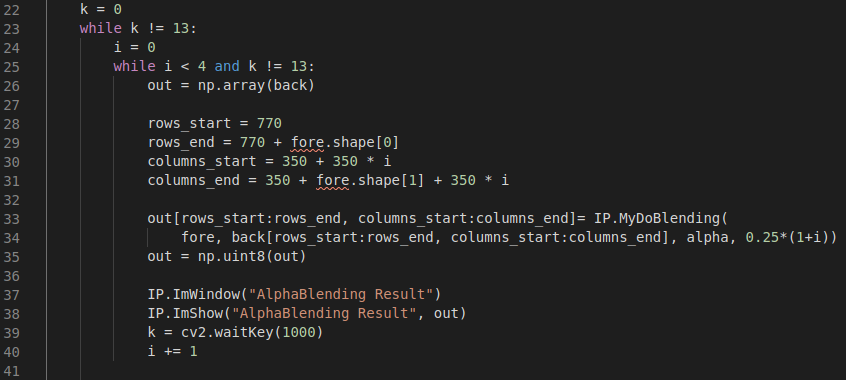 22 k = 0
23 while k != 13:
24 i = 0
25 while i < 4 and k != 13:
26 out = np.array(back)
27
28 rows_start = 770
29 rows_end = 770 + fore.shape[0]
30 columns_start = 350 + 350 * i
31 columns_end = 350 + fore.shape[1] + 350 * i
32
33 out[rows_start:rows_end, columns_start:columns_end]= IP.MyDoBlending(
34 fore, back[rows_start:rows_end, columns_start:columns_end], alpha, 0.25*(1+i))
35 out = np.uint8(out)
36
37 IP.ImWindow("AlphaBlending Result")
38 IP.ImShow("AlphaBlending Result", out)
39 k = cv2.waitKey(1000)
40 i += 1
41